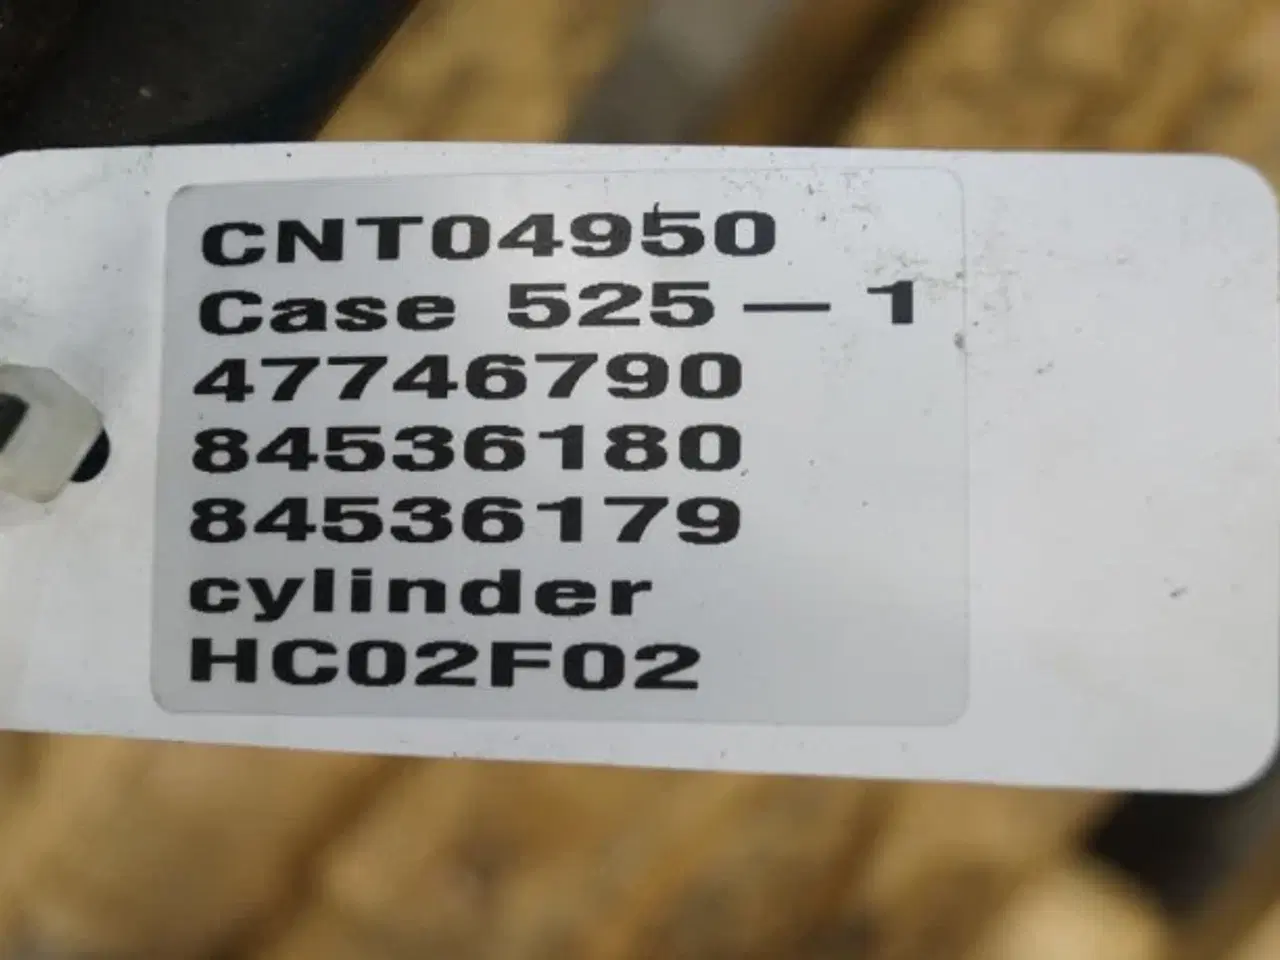 CNT04950
Case 525 — 1
47746790
84536180
84536179
cylinder
HC02F02